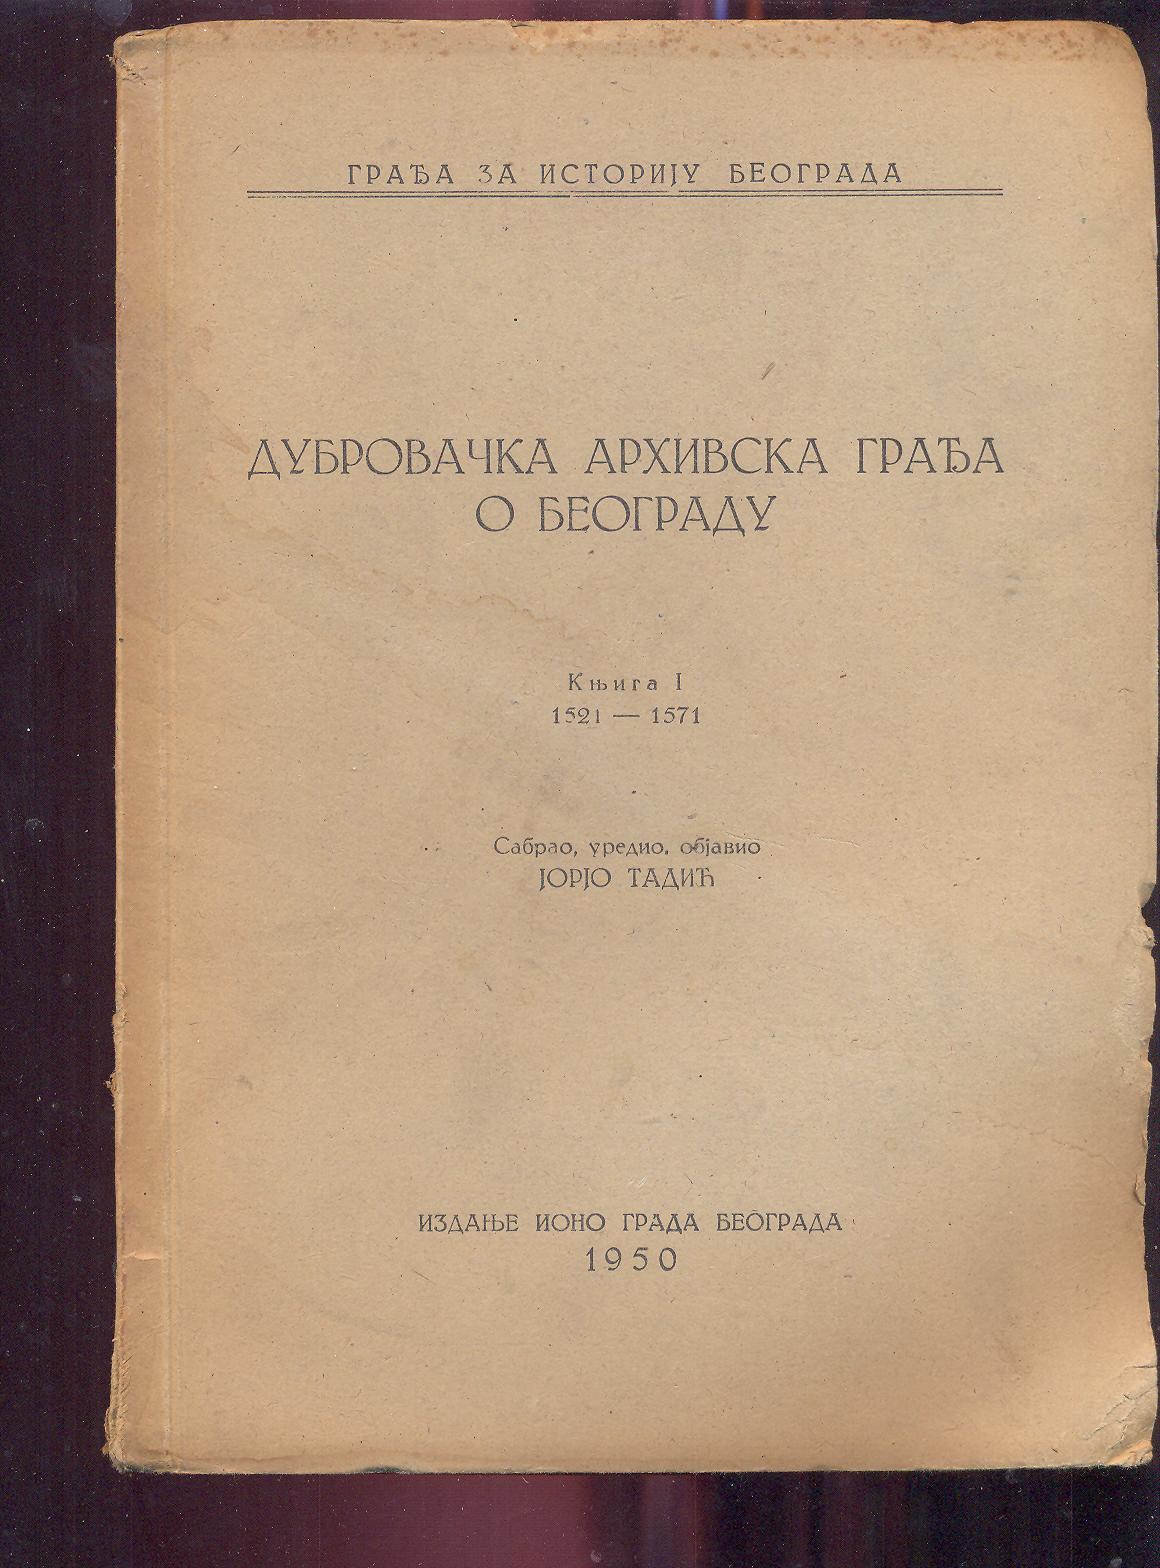 ГРАЂА ЗА ИСТОРИЈУ БЕОГРАДА
ДУБРОВАЧКА АРХИВСКА ГРАЂА
О БЕОГРАДУ
Књига I
1521 — 1571
Сабрао, уредио, објавио
ЈОРЈО ТАДИЋ
ИЗДАЊЕ ИОНО ГРАДА БЕОГРАДА
1950